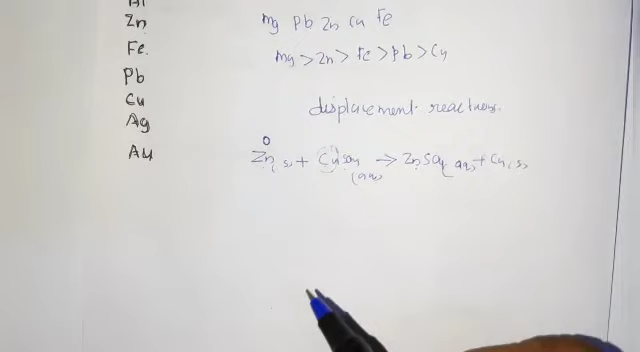 Al
Zn
Fe
Pb
Cu
Ag
Au
Mg Pb Zn Cu Fe
Mg > Zn > Fe > Pb > Cu
displacement reactions.
0
Zn(s) + CuSO4 (aq) → ZnSO4 (aq) + Cu(s)